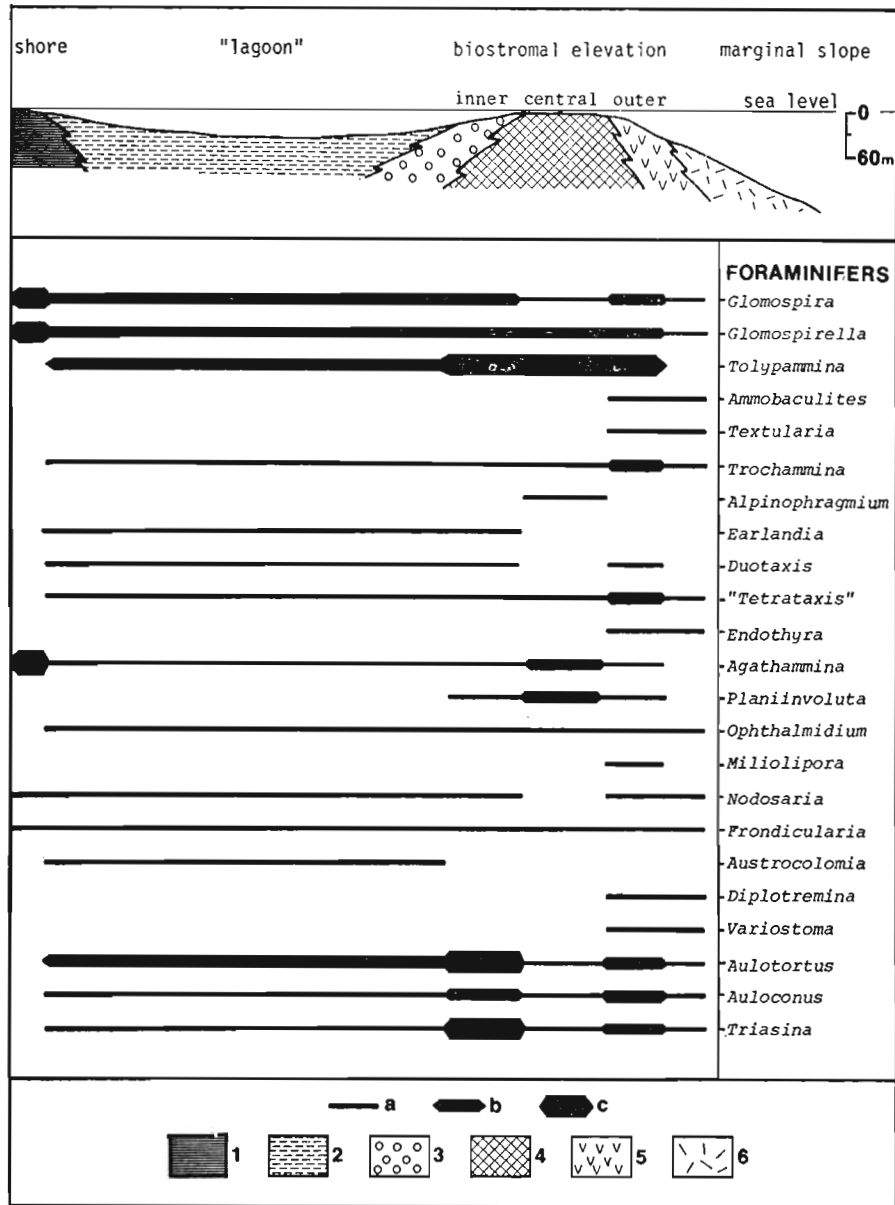 shore "lagoon" biostromal elevation marginal slope
inner central outer sea level
0
60m
FORAMINIFERS
Glomospira
Glomospirella
Tolypammina
Ammobaculites
Textularia
Trochammina
Alpinophragmium
Earlandia
Duotaxis
"Tetrataxis"
Endothyra
Agathammina
Planiinvoluta
Ophthalmidium
Miliolipora
Nodosaria
Frondicularia
Austrocolomia
Diplotremina
Variostoma
Aulotortus
Auloconus
Triasina
a b c
1 2 3 4 5 6